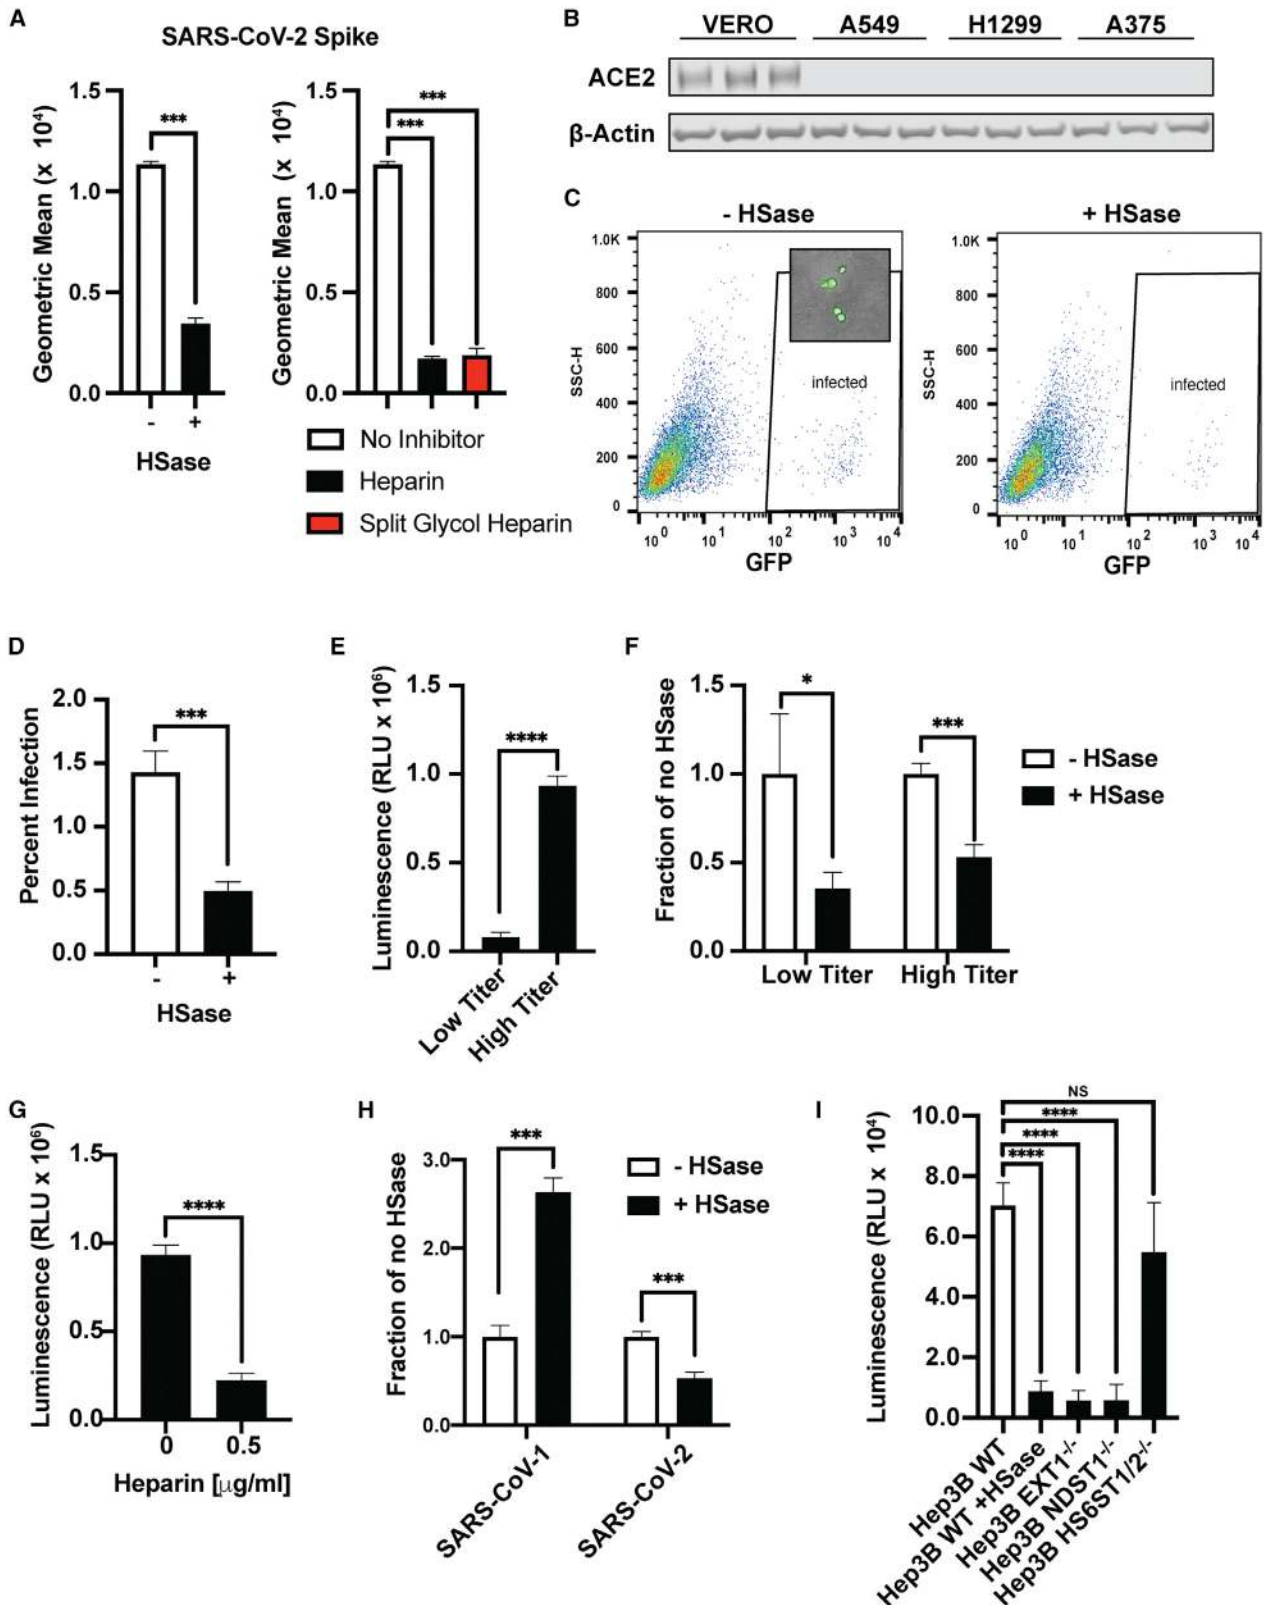 A
SARS-CoV-2 Spike
Geometric Mean (x 10⁴)
1.5
1.0
0.5
0.0
***
-
+
HSase
Geometric Mean (x 10⁴)
1.5
1.0
0.5
0.0
***
***
No Inhibitor
Heparin
Split Glycol Heparin
B
VERO A549 H1299 A375
ACE2
β-Actin
C
- HSase
SSC-H
1.0K
800
600
400
200
0
infected
10⁰ 10¹ 10² 10³ 10⁴
GFP
+ HSase
SSC-H
1.0K
800
600
400
200
0
infected
10⁰ 10¹ 10² 10³ 10⁴
GFP
D
Percent Infection
2.0
1.5
1.0
0.5
0.0
***
-
+
HSase
E
Luminescence (RLU x 10⁶)
1.5
1.0
0.5
0.0
****
Low Titer
High Titer
F
Fraction of no HSase
1.5
1.0
0.5
0.0
*
***
Low Titer High Titer
- HSase
+ HSase
G
Luminescence (RLU x 10⁶)
1.5
1.0
0.5
0.0
****
0 0.5
Heparin [μg/ml]
H
Fraction of no HSase
3.0
2.0
1.0
0.0
***
***
- HSase
+ HSase
SARS-CoV-1
SARS-CoV-2
I
Luminescence (RLU x 10⁴)
10.0
8.0
6.0
4.0
2.0
0.0
NS
****
****
****
Hep3B WT
Hep3B WT +HSase
Hep3B EXT1⁻/⁻
Hep3B NDST1⁻/⁻
Hep3B HS6ST1/2⁻/⁻